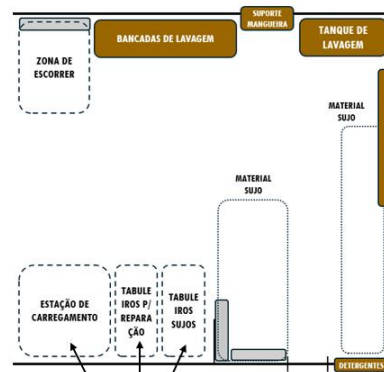 SUPORTE
MANGUEIRA
BANCADAS DE LAVAGEM
TANQUE DE
LAVAGEM
ZONA DE
ESCORRER
MATERIAL
SUJO
MATERIAL
SUJO
ESTAÇÃO DE
CARREGAMENTO
TABULE
IROS P/
REPARA
ÇÃO
TABULE
IROS
SUJOS
DETERGENTES